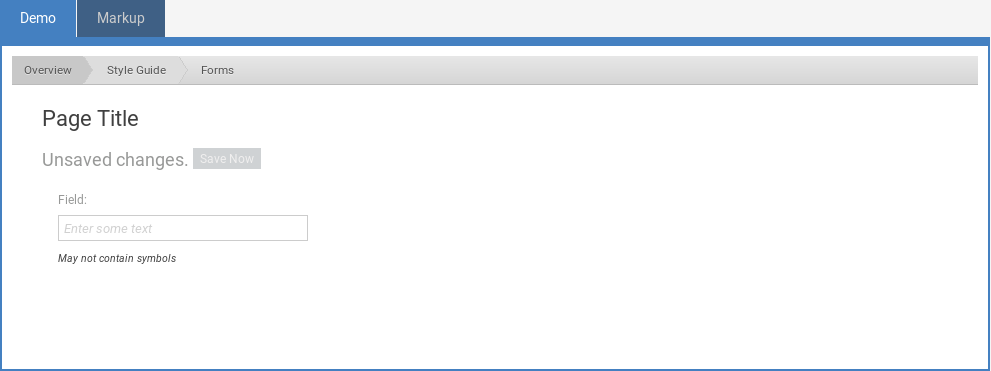 Demo Markup
Overview Style Guide Forms
Page Title
Unsaved changes. Save Now
Field:
Enter some text
May not contain symbols